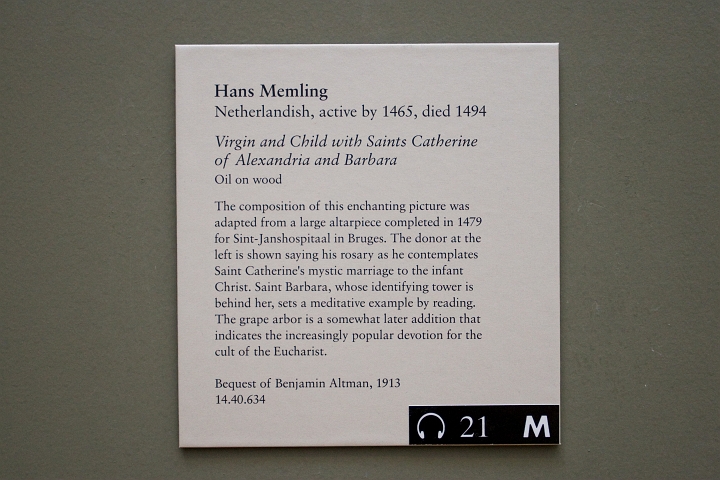 Hans Memling
Netherlandish, active by 1465, died 1494
Virgin and Child with Saints Catherine
of Alexandria and Barbara
Oil on wood
The composition of this enchanting picture was
adapted from a large altarpiece completed in 1479
for Sint-Janshospitaal in Bruges. The donor at the
left is shown saying his rosary as he contemplates
Saint Catherine's mystic marriage to the infant
Christ. Saint Barbara, whose identifying tower is
behind her, sets a meditative example by reading.
The grape arbor is a somewhat later addition that
indicates the increasingly popular devotion for the
cult of the Eucharist.
Bequest of Benjamin Altman, 1913
14.40.634
21 M